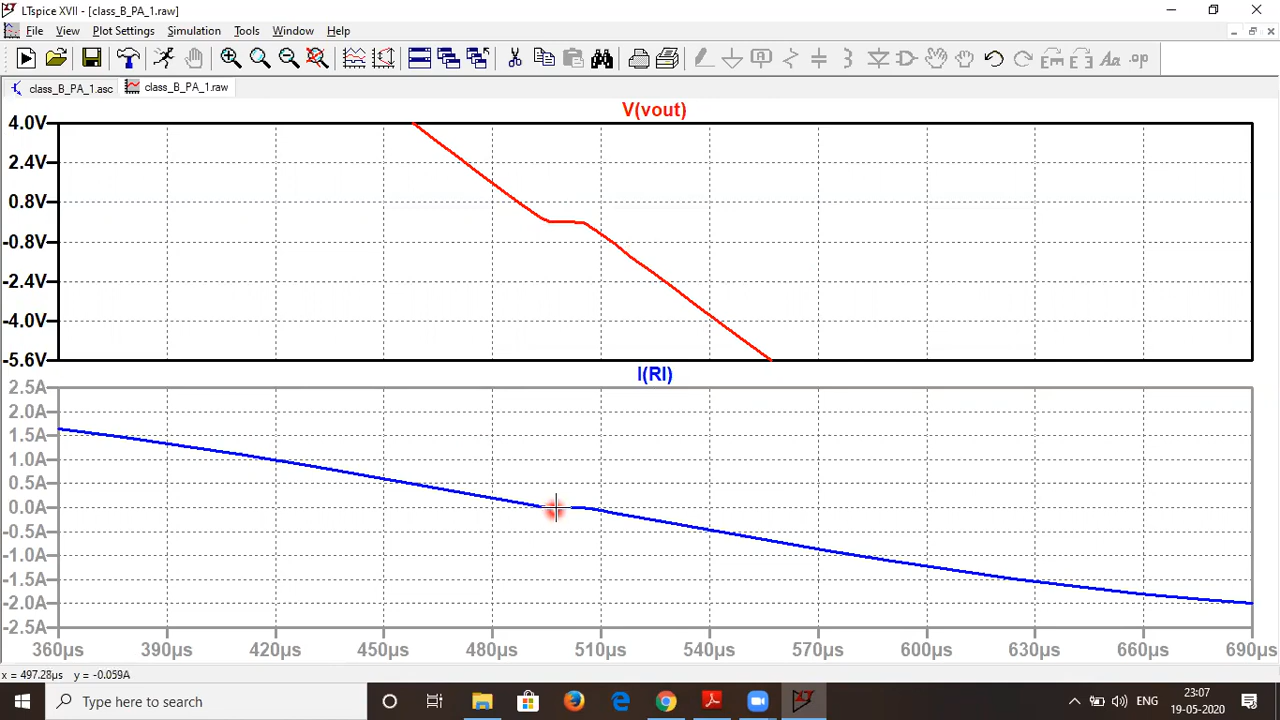 LTspice XVII - [class_B_PA_1.raw]
File View Plot Settings Simulation Tools Window Help
class_B_PA_1.asc class_B_PA_1.raw
V(vout)
4.0V
2.4V
0.8V
-0.8V
-2.4V
-4.0V
-5.6V
I(Rl)
2.5A
2.0A
1.5A
1.0A
0.5A
0.0A
-0.5A
-1.0A
-1.5A
-2.0A
-2.5A
360µs 390µs 420µs 450µs 480µs 510µs 540µs 570µs 600µs 630µs 660µs 690µs
x = 497.28µs y = -0.059A
Type here to search
ENG
23:07
19-05-2020